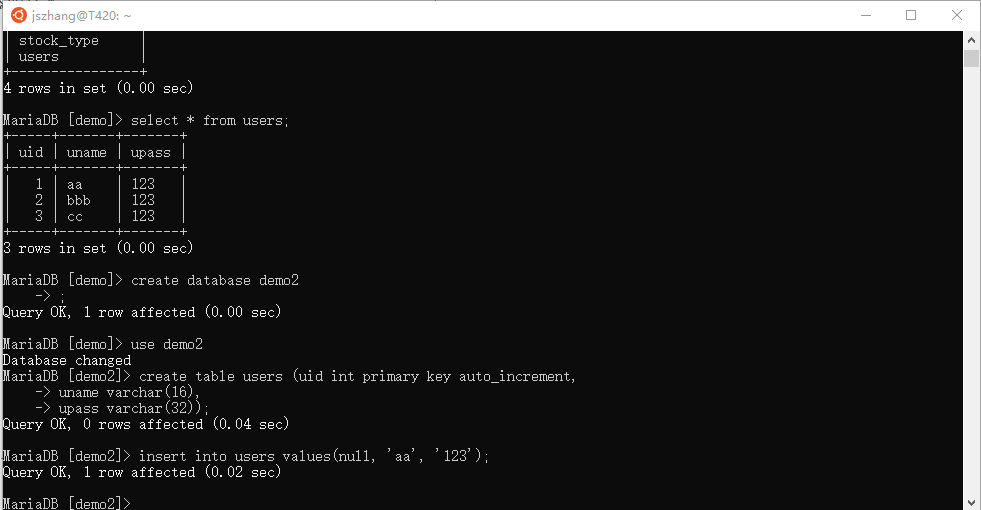 jszhang@T420: ~
| stock_type     |
| users          |
+----------------+
4 rows in set (0.00 sec)
MariaDB [demo]> select * from users;
+-----+-------+-------+
| uid | uname | upass |
+-----+-------+-------+
|   1 | aa    | 123   |
|   2 | bbb   | 123   |
|   3 | cc    | 123   |
+-----+-------+-------+
3 rows in set (0.00 sec)
MariaDB [demo]> create database demo2
    -> ;
Query OK, 1 row affected (0.00 sec)
MariaDB [demo]> use demo2
Database changed
MariaDB [demo2]> create table users (uid int primary key auto_increment,
    -> uname varchar(16),
    -> upass varchar(32));
Query OK, 0 rows affected (0.04 sec)
MariaDB [demo2]> insert into users values(null, 'aa', '123');
Query OK, 1 row affected (0.02 sec)
MariaDB [demo2]>